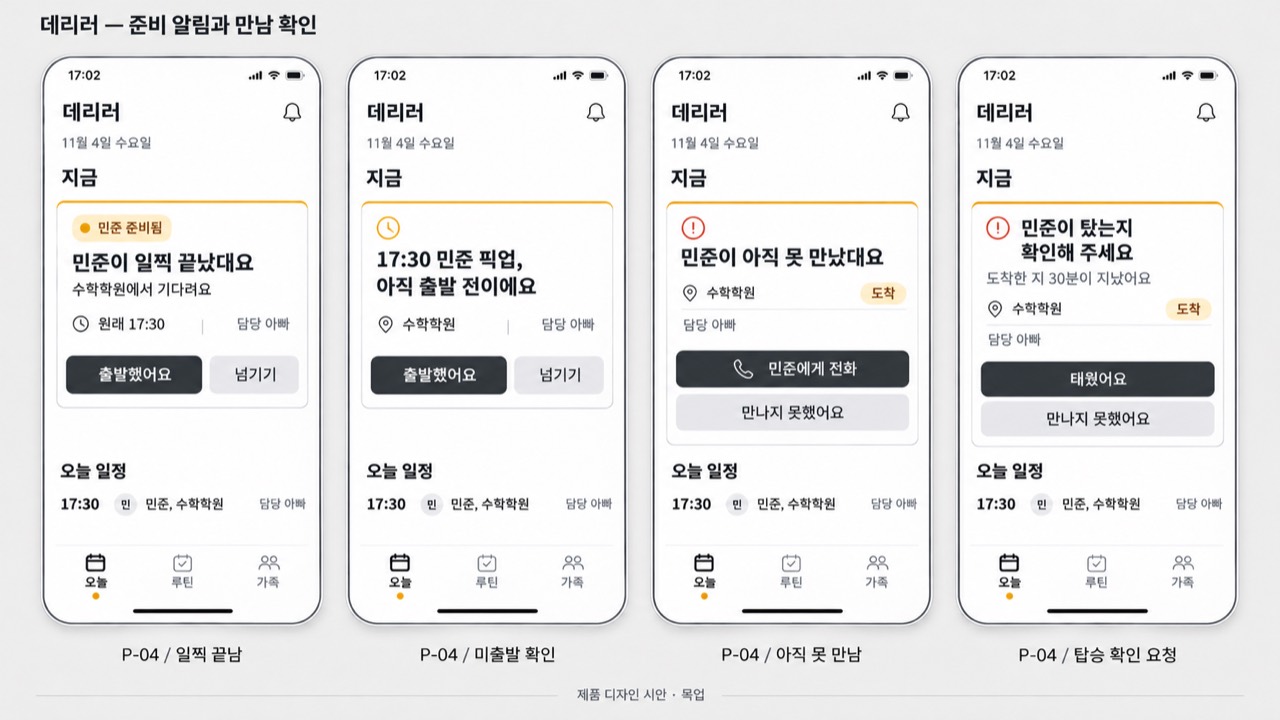 데리러 — 준비 알림과 만남 확인
17:02
데리러
11월 4일 수요일
지금
민준 준비됨
민준이 일찍 끝났대요
수학학원에서 기다려요
원래 17:30
담당 아빠
출발했어요
넘기기
오늘 일정
17:30 민 민준, 수학학원 담당 아빠
오늘 루틴 가족
P-04 / 일찍 끝남
17:02
데리러
11월 4일 수요일
지금
17:30 민준 픽업,
아직 출발 전이에요
수학학원
담당 아빠
출발했어요
넘기기
오늘 일정
17:30 민 민준, 수학학원 담당 아빠
오늘 루틴 가족
P-04 / 미출발 확인
17:02
데리러
11월 4일 수요일
지금
민준이 아직 못 만났대요
수학학원
도착
담당 아빠
민준에게 전화
만나지 못했어요
오늘 일정
17:30 민 민준, 수학학원 담당 아빠
오늘 루틴 가족
P-04 / 아직 못 만남
17:02
데리러
11월 4일 수요일
지금
민준이 탔는지
확인해 주세요
도착한 지 30분이 지났어요
수학학원
도착
담당 아빠
태웠어요
만나지 못했어요
오늘 일정
17:30 민 민준, 수학학원 담당 아빠
오늘 루틴 가족
P-04 / 탑승 확인 요청
제품 디자인 시안 · 목업